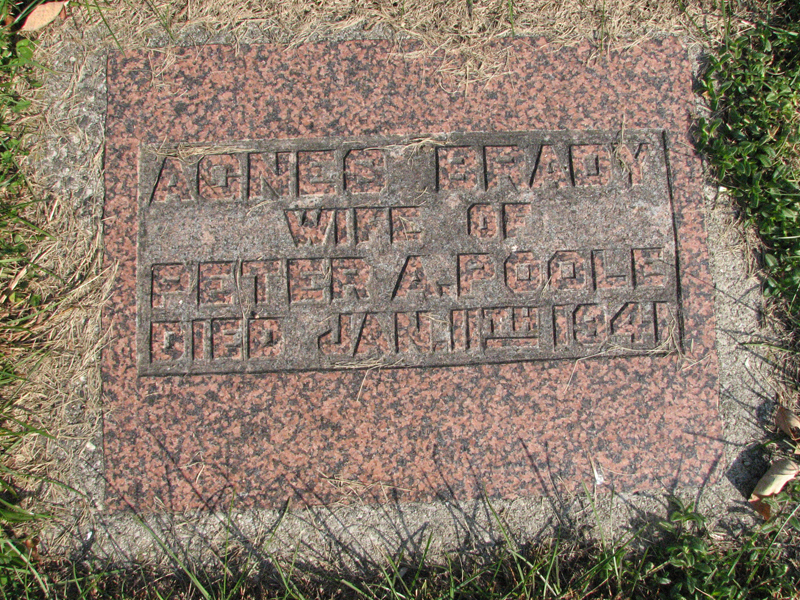 AGNES BRADY
WIFE OF
PETER A. POOLE
DIED JAN. 11TH 1941